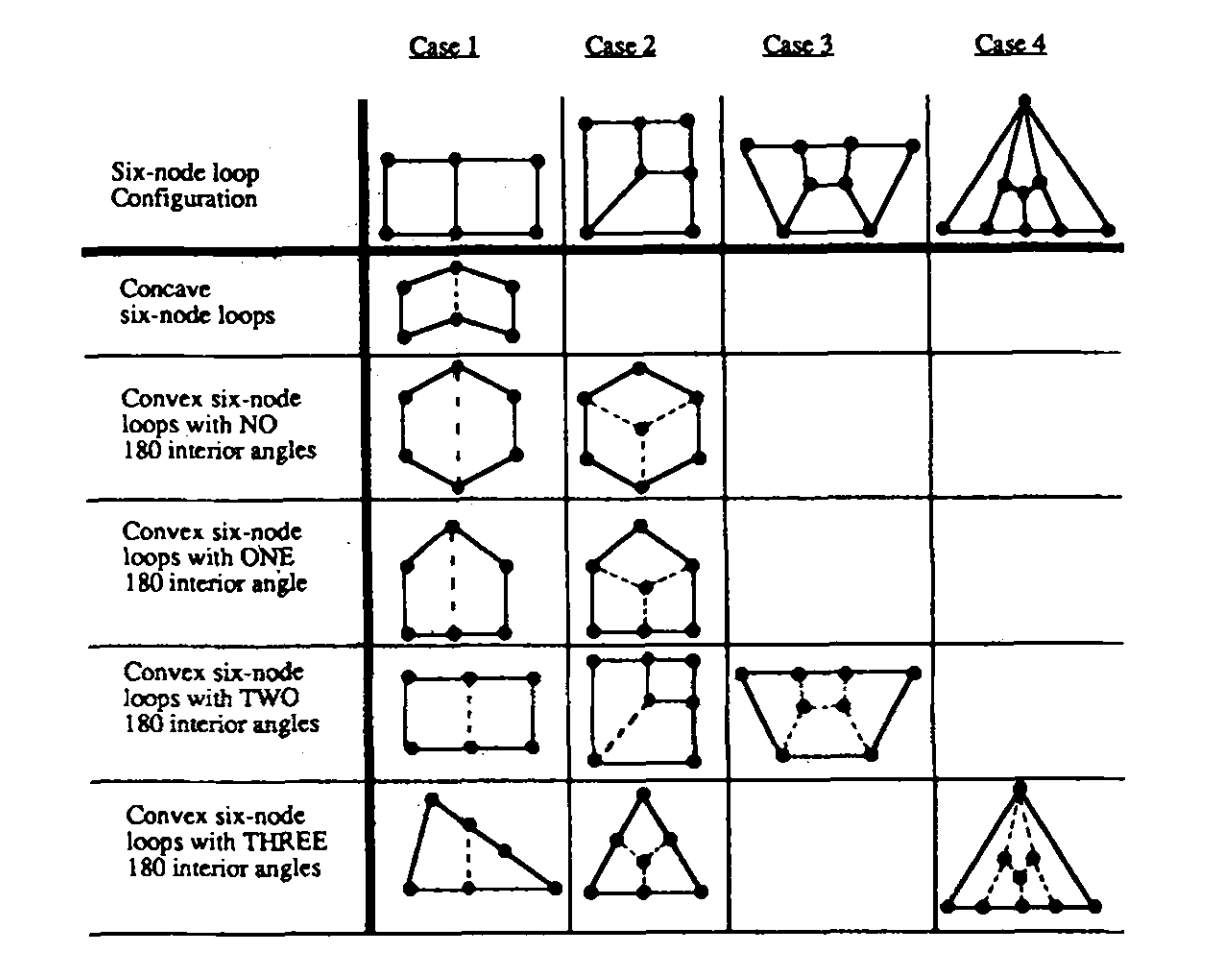 Case 1 Case 2 Case 3 Case 4
Six-node loop
Configuration
Concave
six-node loops
Convex six-node
loops with NO
180 interior angles
Convex six-node
loops with ONE
180 interior angle
Convex six-node
loops with TWO
180 interior angles
Convex six-node
loops with THREE
180 interior angles